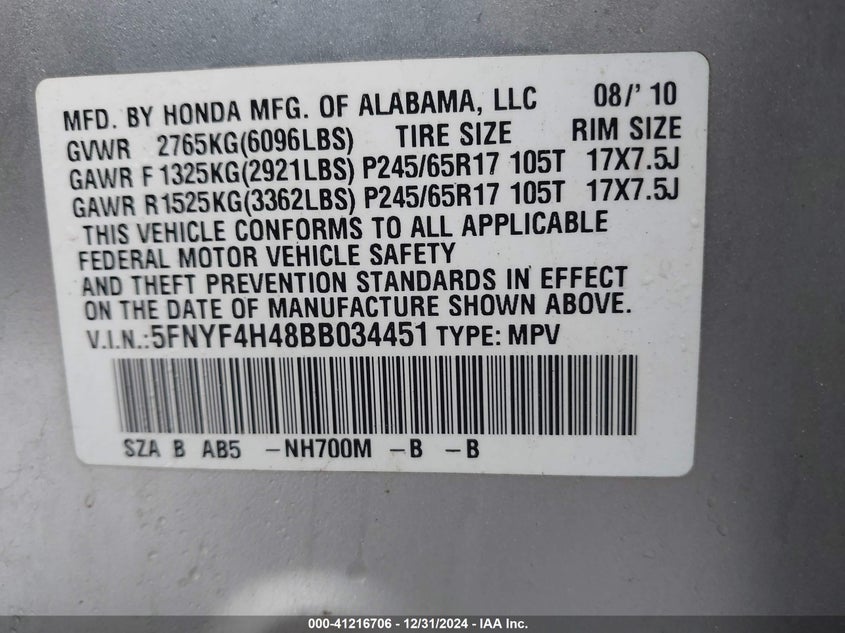 MFD. BY HONDA MFG. OF ALABAMA, LLC 08/' 10
GVWR 2765KG(6096LBS) TIRE SIZE RIM SIZE
GAWR F 1325KG(2921LBS) P245/65R17 105T 17X7.5J
GAWR R1525KG(3362LBS) P245/65R17 105T 17X7.5J
THIS VEHICLE CONFORMS TO ALL APPLICABLE
FEDERAL MOTOR VEHICLE SAFETY
AND THEFT PREVENTION STANDARDS IN EFFECT
ON THE DATE OF MANUFACTURE SHOWN ABOVE.
V.I.N.:5FNYF4H48BB034451 TYPE: MPV
SZA B AB5 -NH700M -B -B
000-41216706 - 12/31/2024 - IAA Inc.